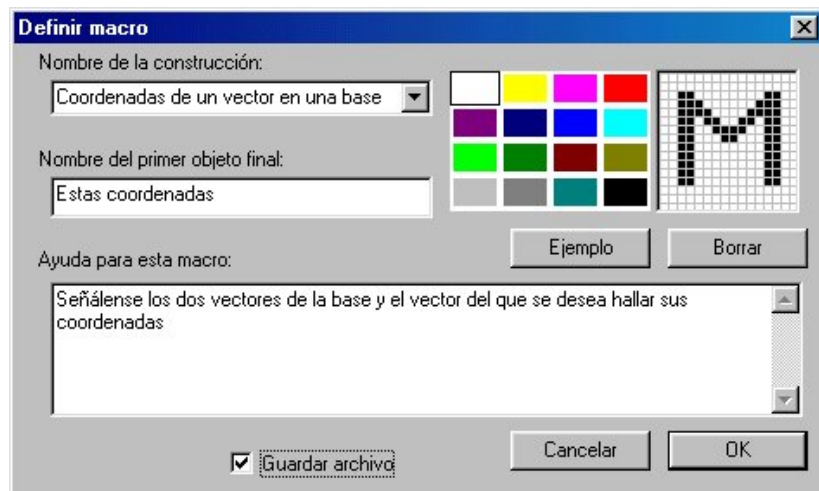 Definir macro
Nombre de la construcción:
Coordenadas de un vector en una base
Nombre del primer objeto final:
Estas coordenadas
Ejemplo
Borrar
Ayuda para esta macro:
Señálense los dos vectores de la base y el vector del que se desea hallar sus
coordenadas
Guardar archivo
Cancelar
OK
M